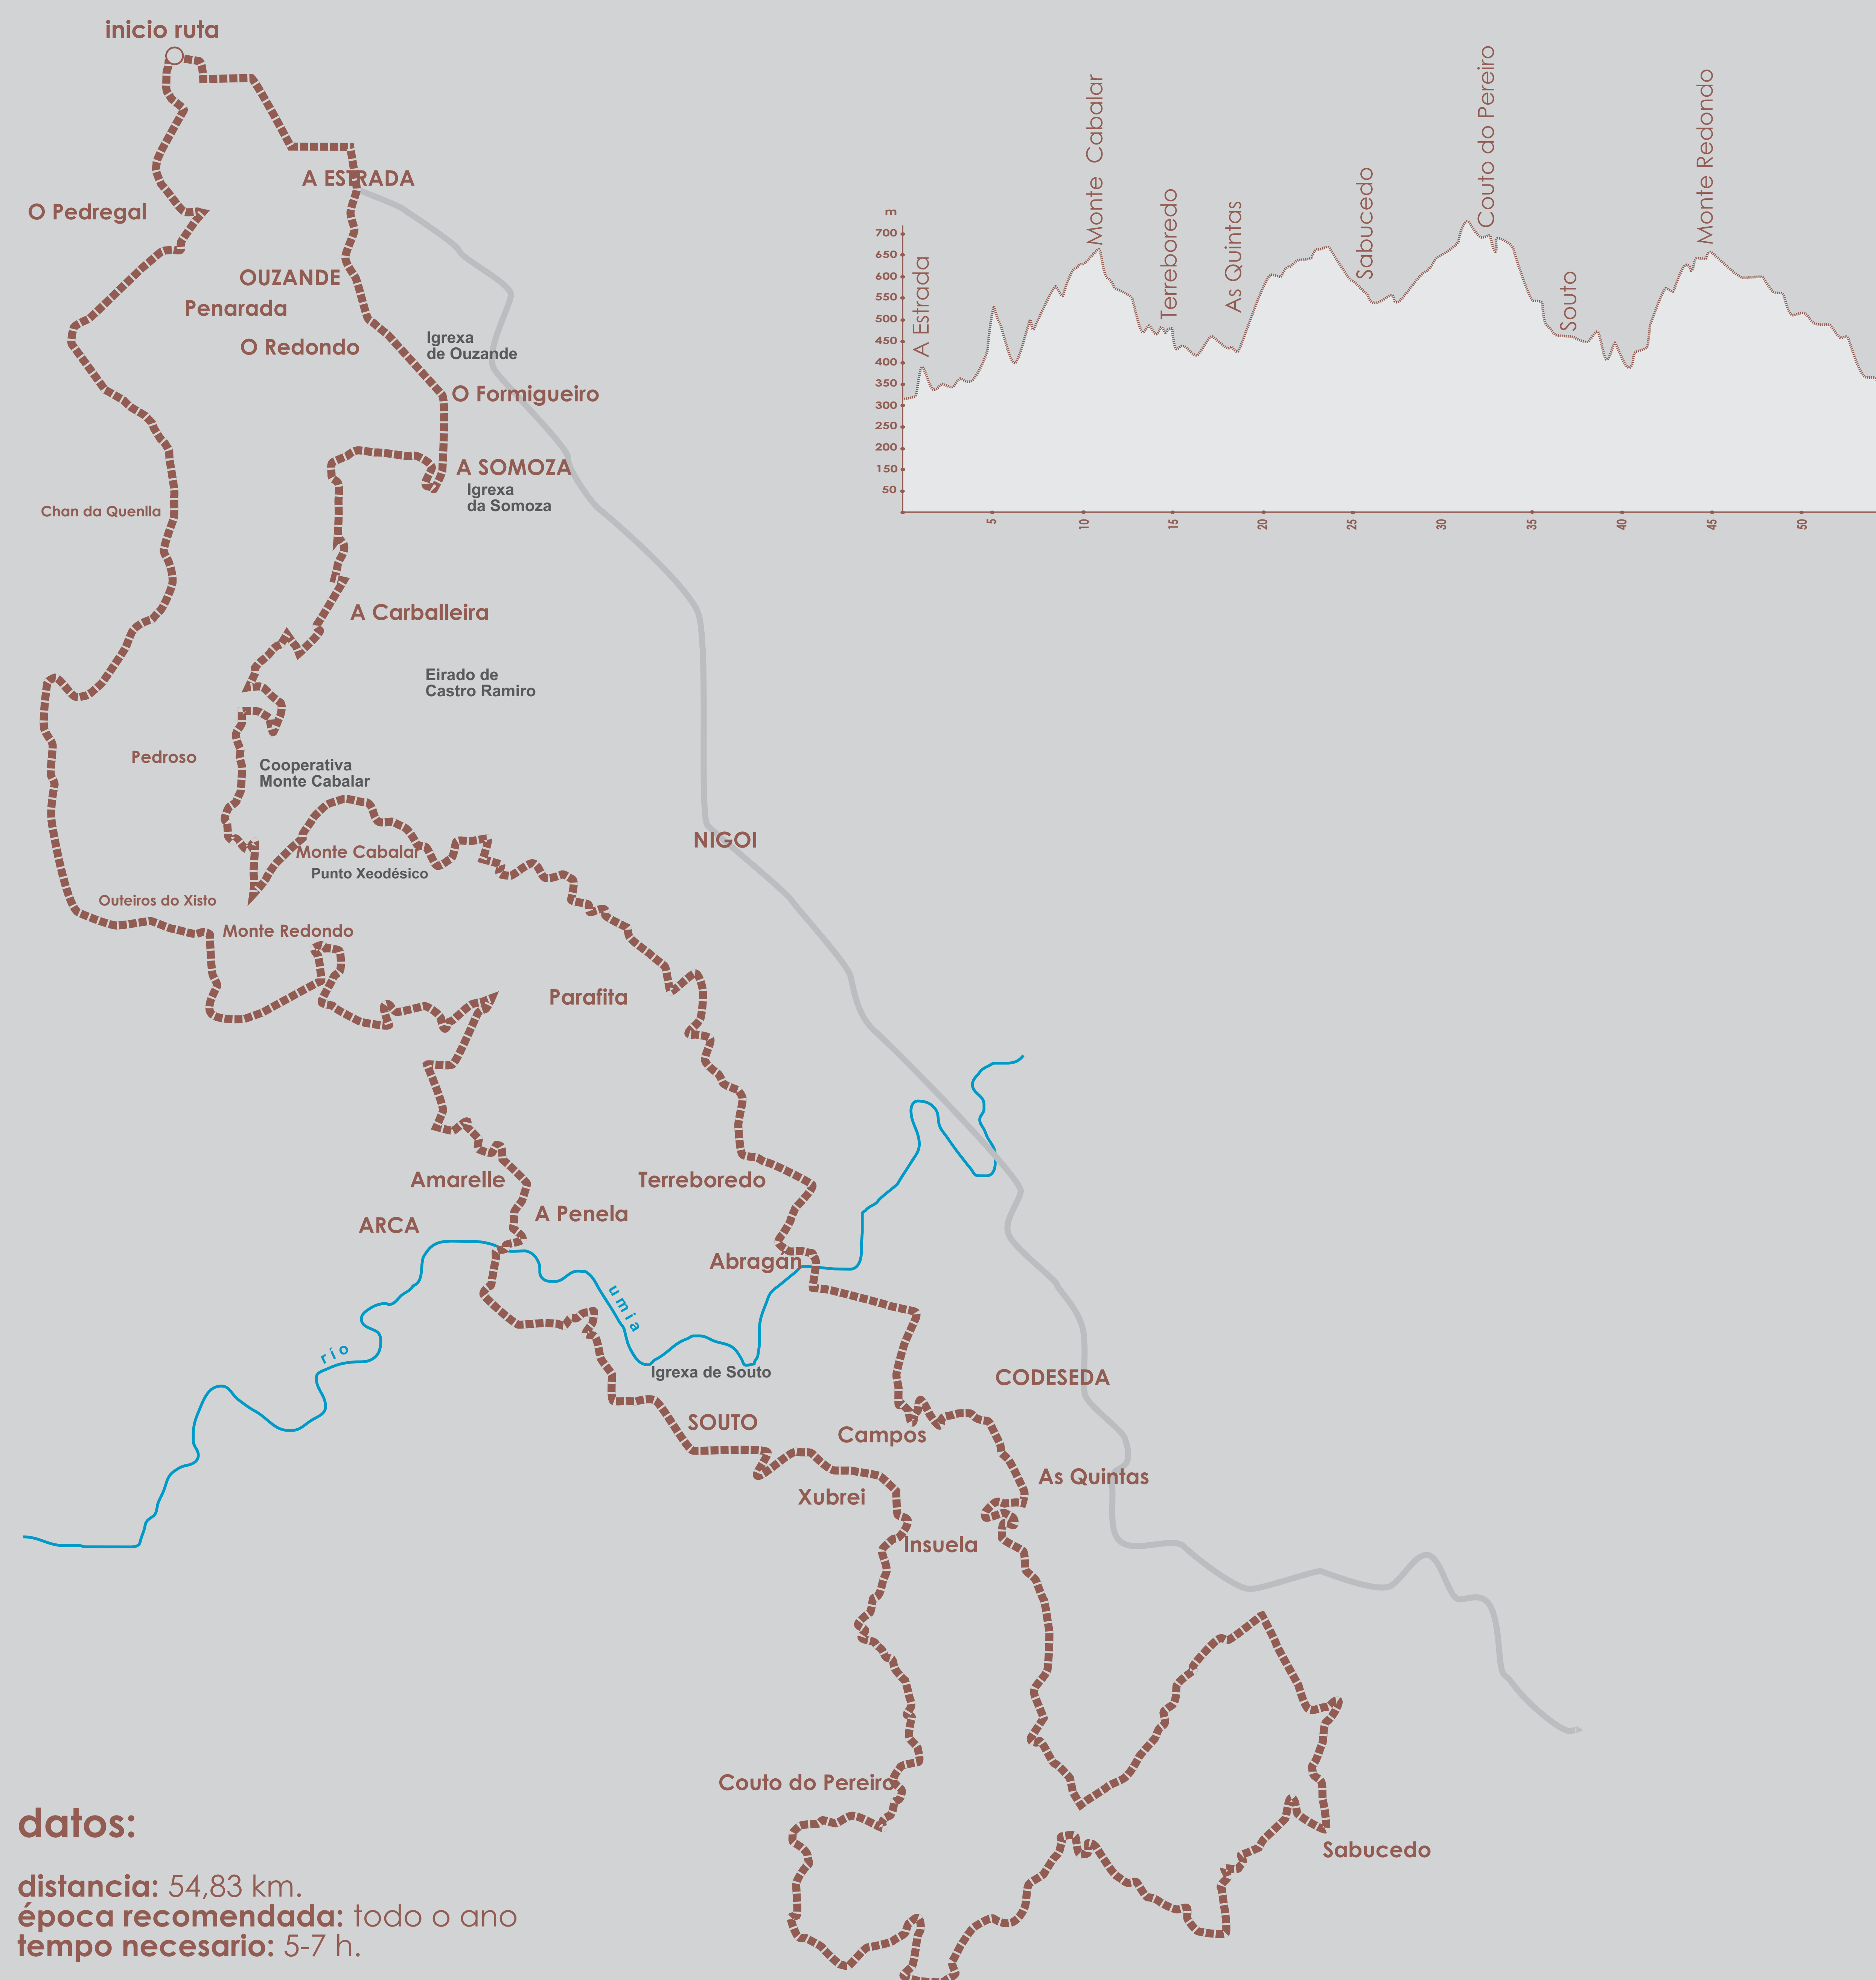 inicio ruta
A ESTRADA
O Pedregal
OUZANDE
Penarada
O Redondo
Igrexa
de Ouzande
O Formigueiro
A SOMOZA
Igrexa
da Somoza
Chan da Quenlla
A Carballeira
Eirado de
Castro Ramiro
Pedroso
Cooperativa
Monte Cabalar
NIGOI
Monte Cabalar
Punto Xeodésico
Outeiros do Xisto
Monte Redondo
Parafita
Amarelle
Terreboredo
A Penela
ARCA
Abragán
umia
río
Igrexa de Souto
CODESEDA
SOUTO
Campos
As Quintas
Xubrei
Insuela
Couto do Pereiro
Sabucedo
m
700
650
600
550
500
450
400
350
300
250
200
150
50
A Estrada
Monte Cabalar
Terreboredo
As Quintas
Sabucedo
Couto do Pereiro
Souto
Monte Redondo
5
10
15
20
25
30
35
40
45
50
datos:
distancia: 54,83 km.
época recomendada: todo o ano
tempo necesario: 5-7 h.